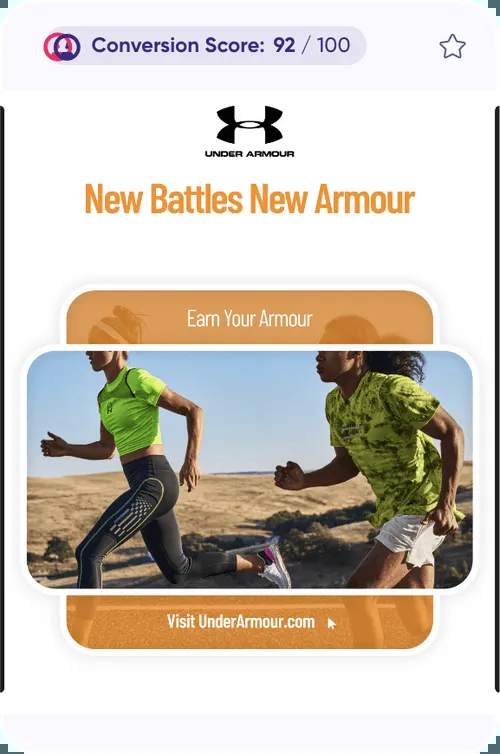 Conversion Score: 92 / 100
UNDER ARMOUR
New Battles New Armour
Earn Your Armour
Visit UnderArmour.com